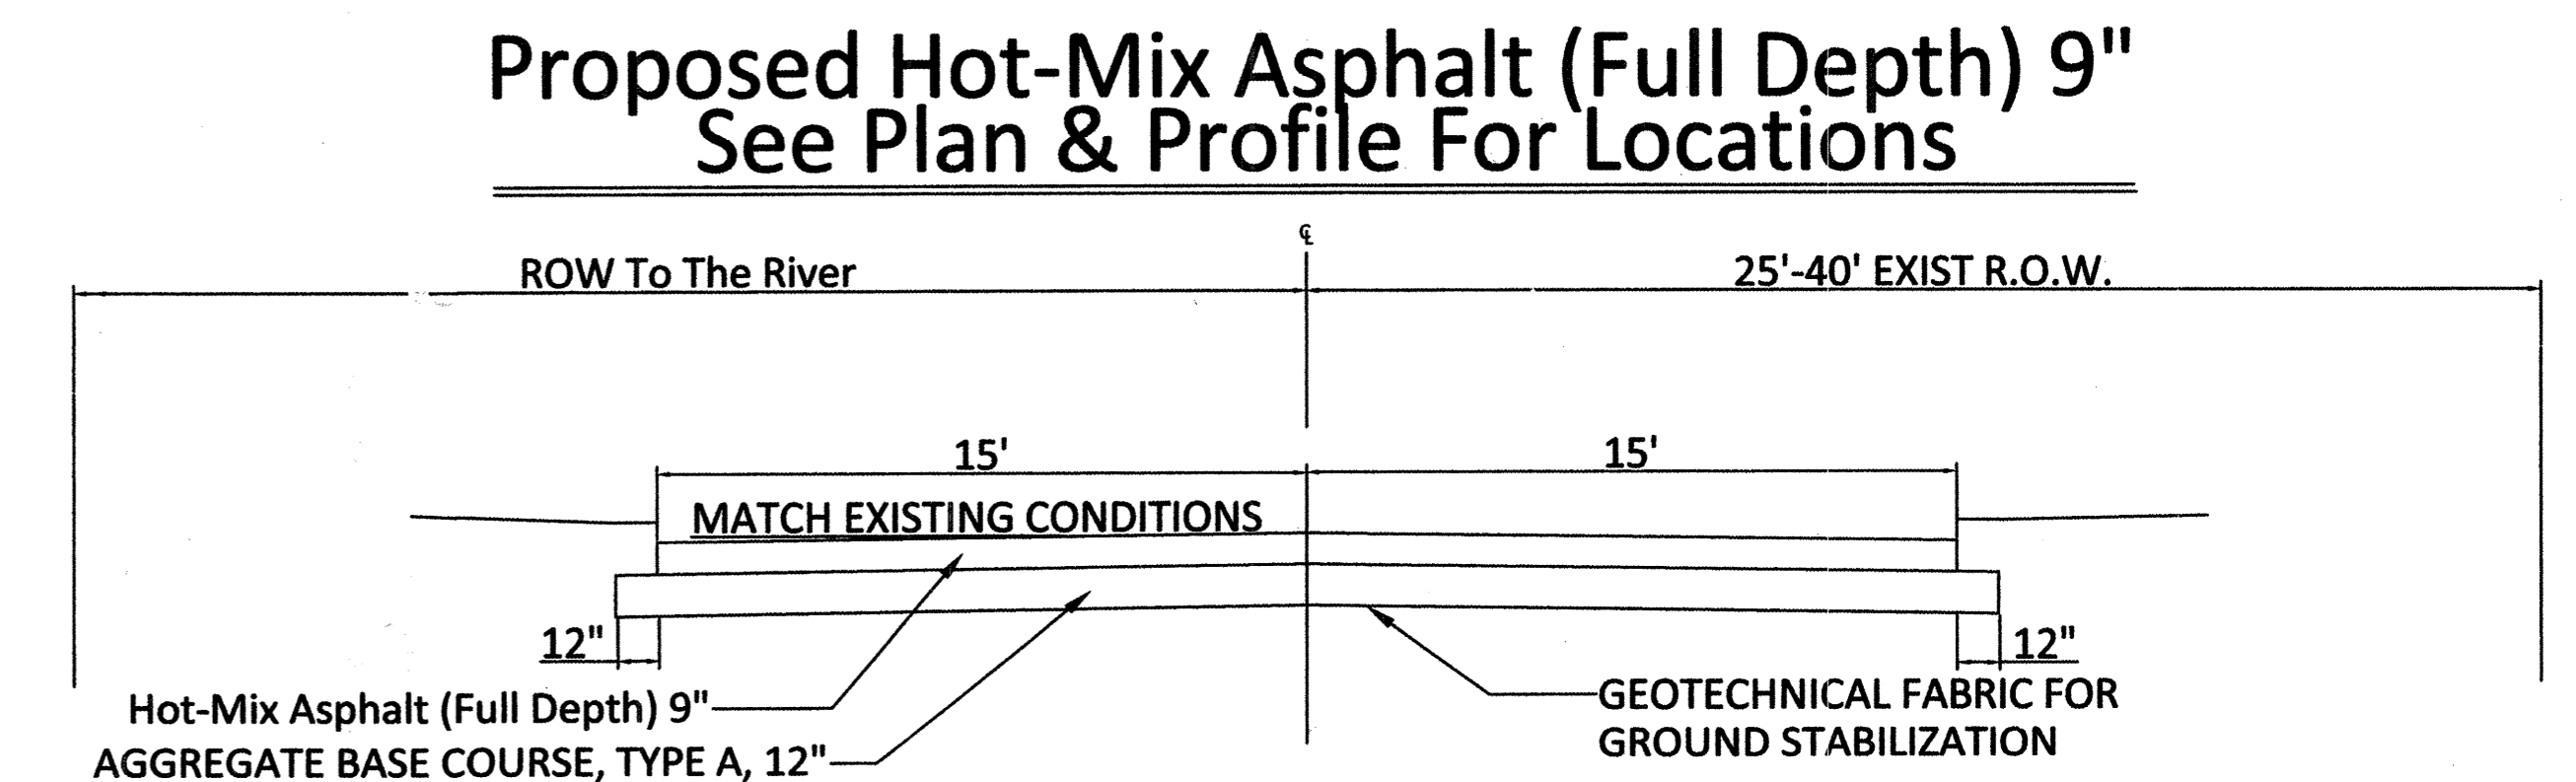 Proposed Hot-Mix Asphalt (Full Depth) 9"
See Plan & Profile For Locations
℄
ROW To The River
25'-40' EXIST R.O.W.
15'
15'
MATCH EXISTING CONDITIONS
12"
12"
Hot-Mix Asphalt (Full Depth) 9"
AGGREGATE BASE COURSE, TYPE A, 12"
GEOTECHNICAL FABRIC FOR
GROUND STABILIZATION